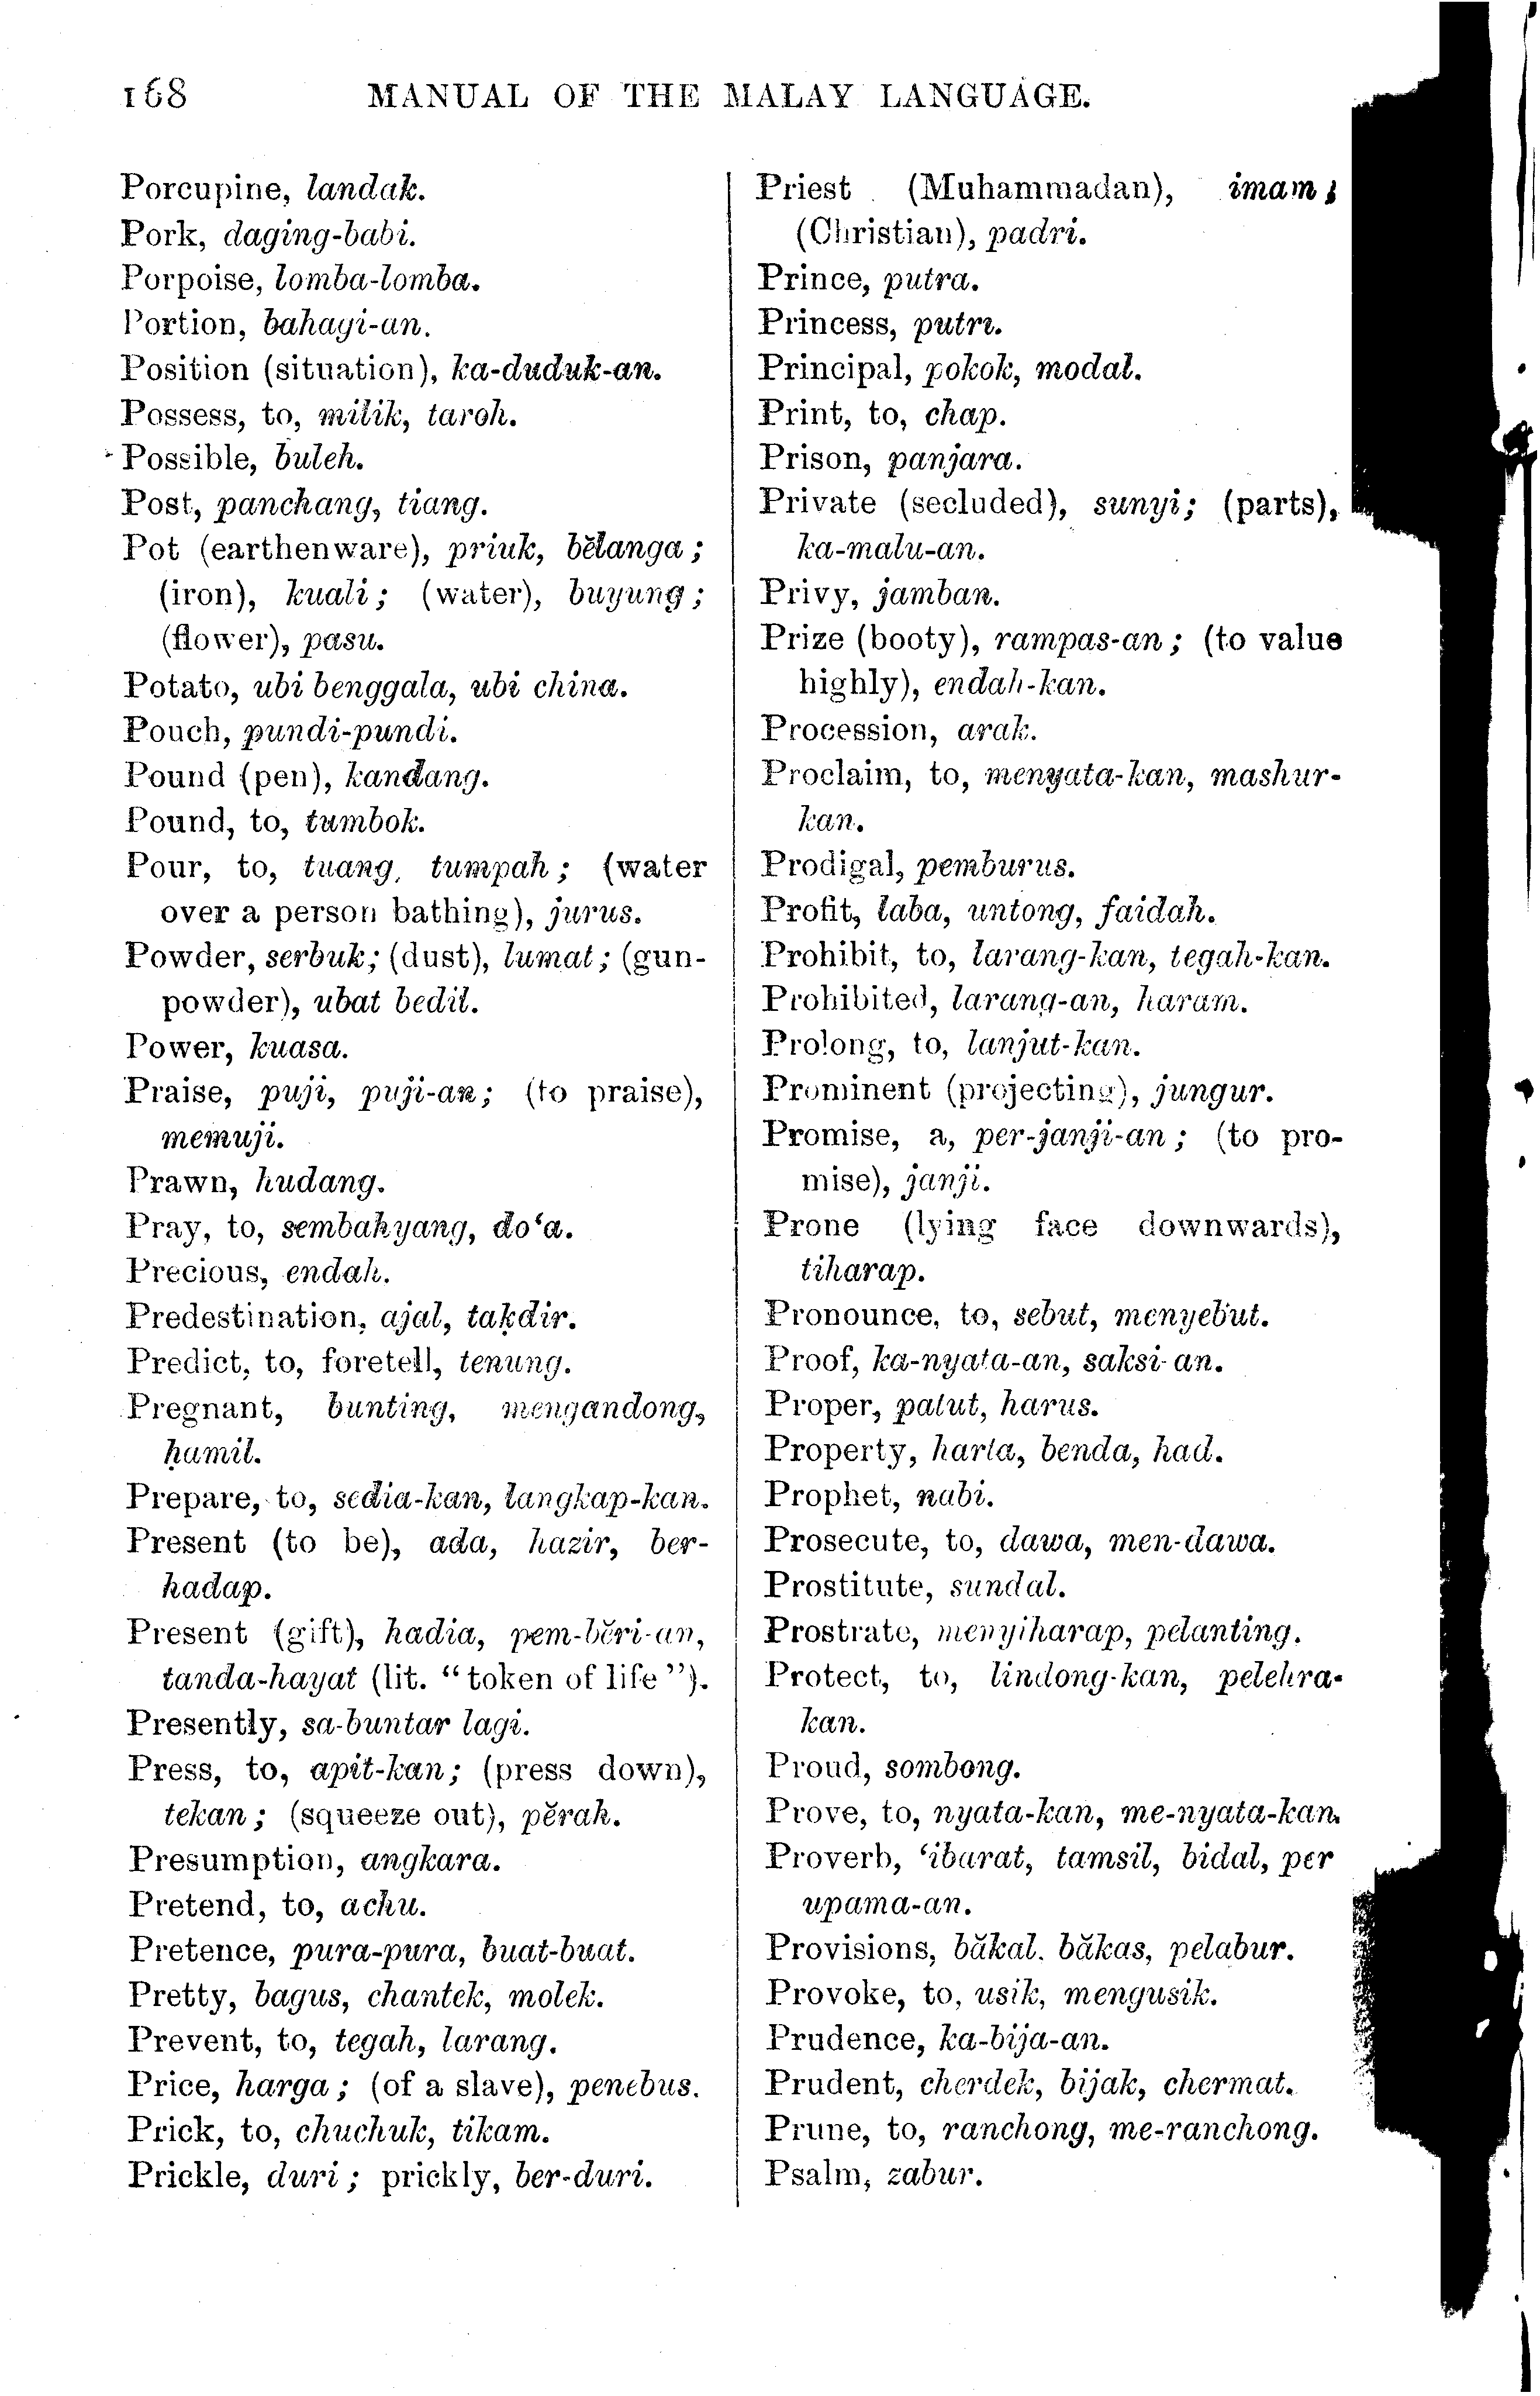 168 MANUAL OF THE MALAY LANGUAGE.
Porcupine, landak.
Pork, daging-babi.
Porpoise, lomba-lomba.
Portion, bahagi-an.
Position (situation), ka-duduk-an.
Possess, to, milik, taroh.
Possible, buleh.
Post, panchang, tiang.
Pot (earthenware), priuk, bĕlanga;
(iron), kuali; (water), buyung;
(flower), pasu.
Potato, ubi benggala, ubi china.
Pouch, pundi-pundi.
Pound (pen), kandang.
Pound, to, tumbok.
Pour, to, tuang, tumpah; (water
over a person bathing), jurus.
Powder, serbuk; (dust), lumat; (gun-
powder), ubat bedil.
Power, kuasa.
Praise, puji, puji-an; (to praise),
memuji.
Prawn, hudang.
Pray, to, sembahyang, do‘a.
Precious, endah.
Predestination, ajal, takdir.
Predict, to, foretell, tenung.
Pregnant, bunting, mengandong,
hamil.
Prepare, to, sedia-kan, langkap-kan.
Present (to be), ada, hazir, ber-
hadap.
Present (gift), hadia, pem-bĕri-an,
tanda-hayat (lit. “token of life”).
Presently, sa-buntar lagi.
Press, to, apit-kan; (press down),
tekan; (squeeze out), pĕrah.
Presumption, angkara.
Pretend, to, achu.
Pretence, pura-pura, buat-buat.
Pretty, bagus, chantek, molek.
Prevent, to, tegah, larang.
Price, harga; (of a slave), penebus.
Prick, to, chuchuk, tikam.
Prickle, duri; prickly, ber-duri.
Priest (Muhammadan), imam;
(Christian), padri.
Prince, putra.
Princess, putri.
Principal, pokok, modal.
Print, to, chap.
Prison, panjara.
Private (secluded), sunyi; (parts),
ka-malu-an.
Privy, jamban.
Prize (booty), rampas-an; (to value
highly), endah-kan.
Procession, arak.
Proclaim, to, menyata-kan, mashur-
kan.
Prodigal, pemburus.
Profit, laba, untong, faidah.
Prohibit, to, larang-kan, tegah-kan.
Prohibited, larang-an, haram.
Prolong, to, lanjut-kan.
Prominent (projecting), jungur.
Promise, a, per-janji-an; (to pro-
mise), janji.
Prone (lying face downwards),
tiharap.
Pronounce, to, sebut, menyebut.
Proof, ka-nyata-an, saksi-an.
Proper, patut, harus.
Property, harta, benda, had.
Prophet, nabi.
Prosecute, to, dawa, men-dawa.
Prostitute, sundal.
Prostrate, menyiharap, pelanting.
Protect, to, lindong-kan, pelehra-
kan.
Proud, sombong.
Prove, to, nyata-kan, me-nyata-kan.
Proverb, ‘ibarat, tamsil, bidal, per
upama-an.
Provisions, băkal, băkas, pelabur.
Provoke, to, usik, mengusik.
Prudence, ka-bija-an.
Prudent, cherdek, bijak, chermat.
Prune, to, ranchong, me-ranchong.
Psalm, zabur.